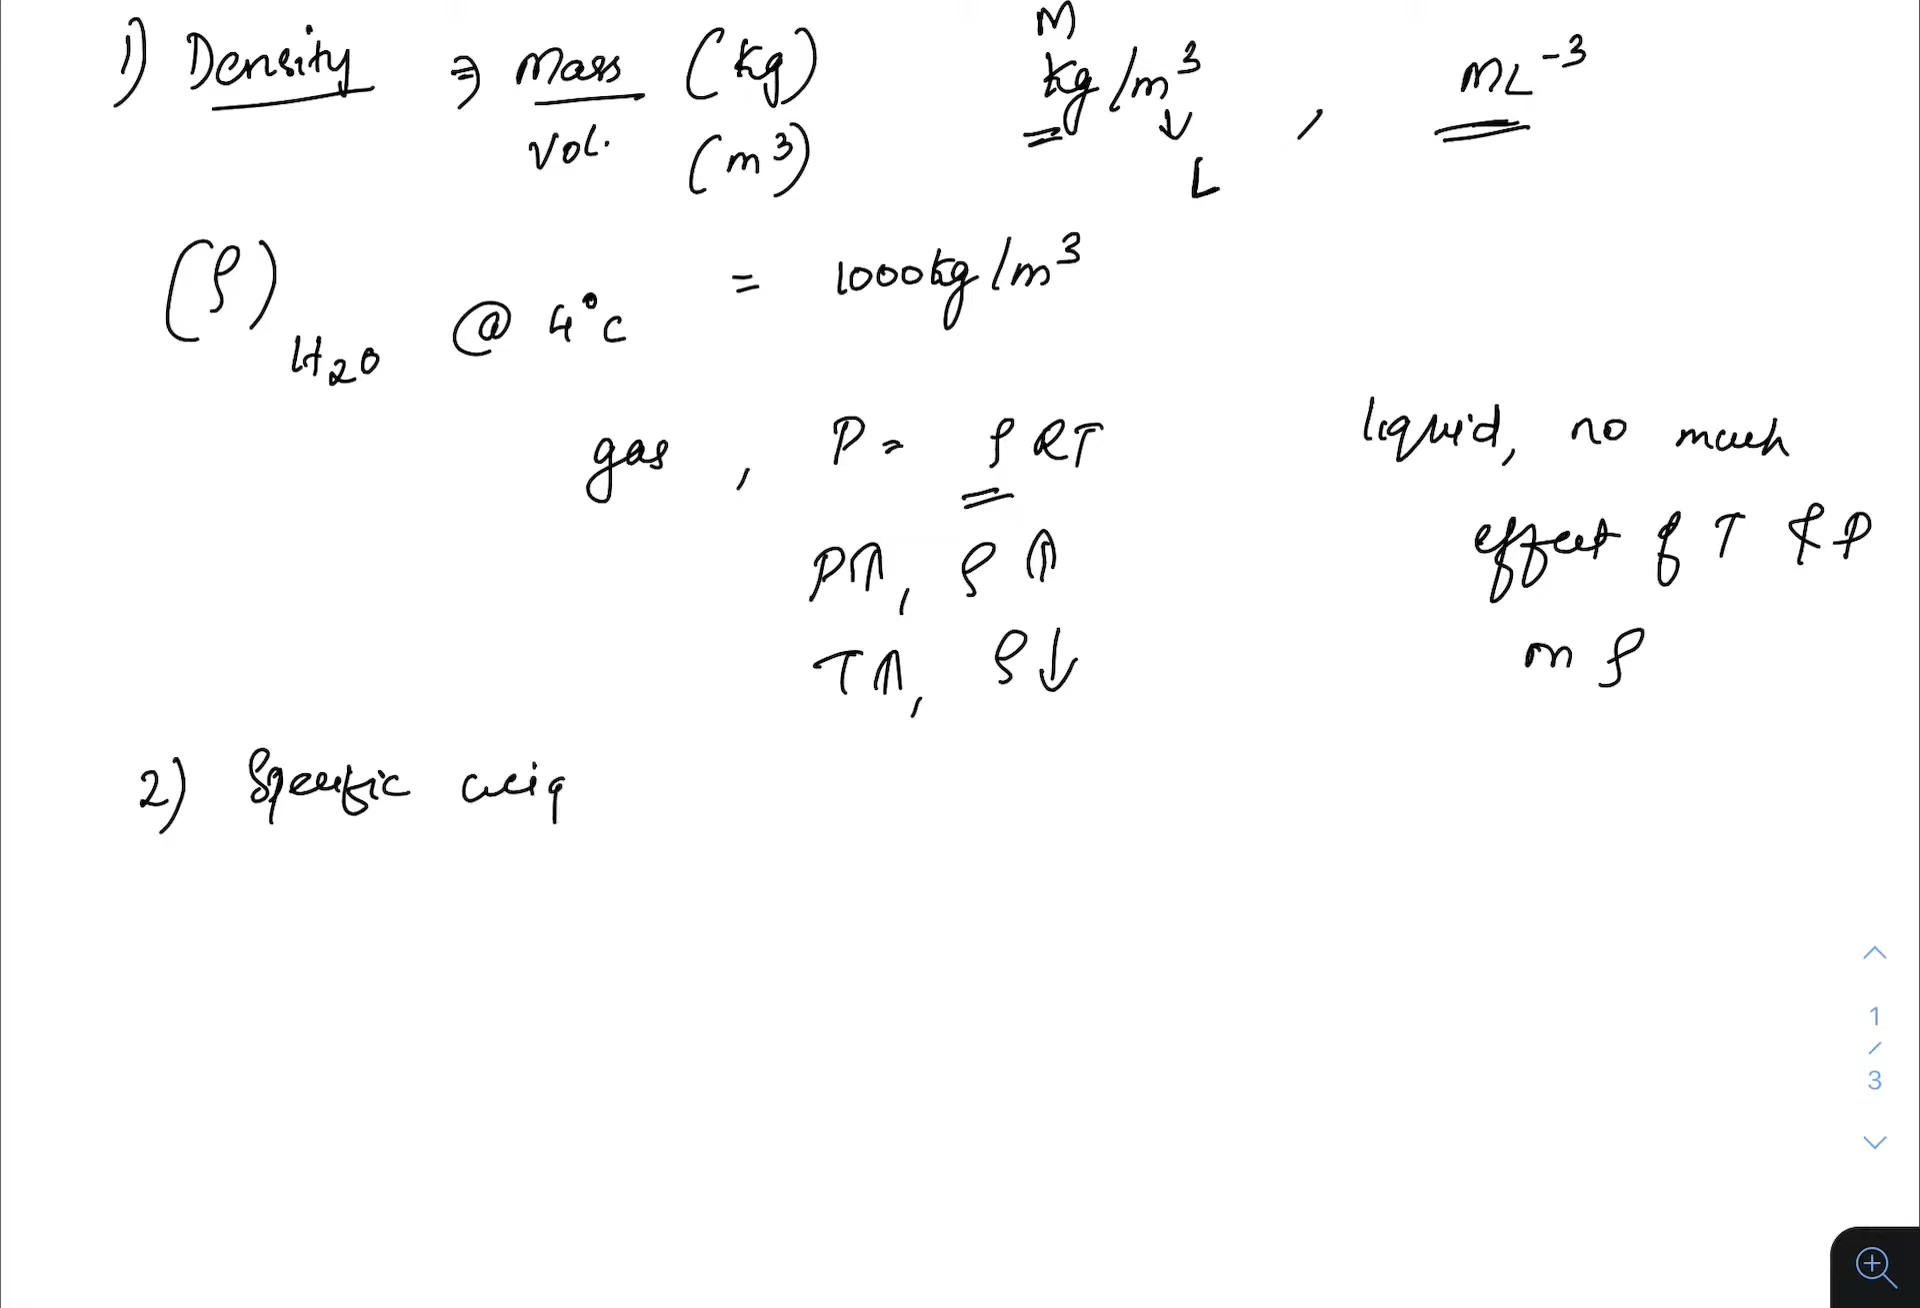 1) Density ⇒ Mass (kg) M
Vol. (m³) kg/m³ , ML⁻³
L
(ρ) H₂O @ 4°C = 1000kg/m³
gas , P = ρRT liquid, no much
P↑, ρ↑ effect of T & P
T↑, ρ↓ on ρ
2) Specific weig
1
/
3